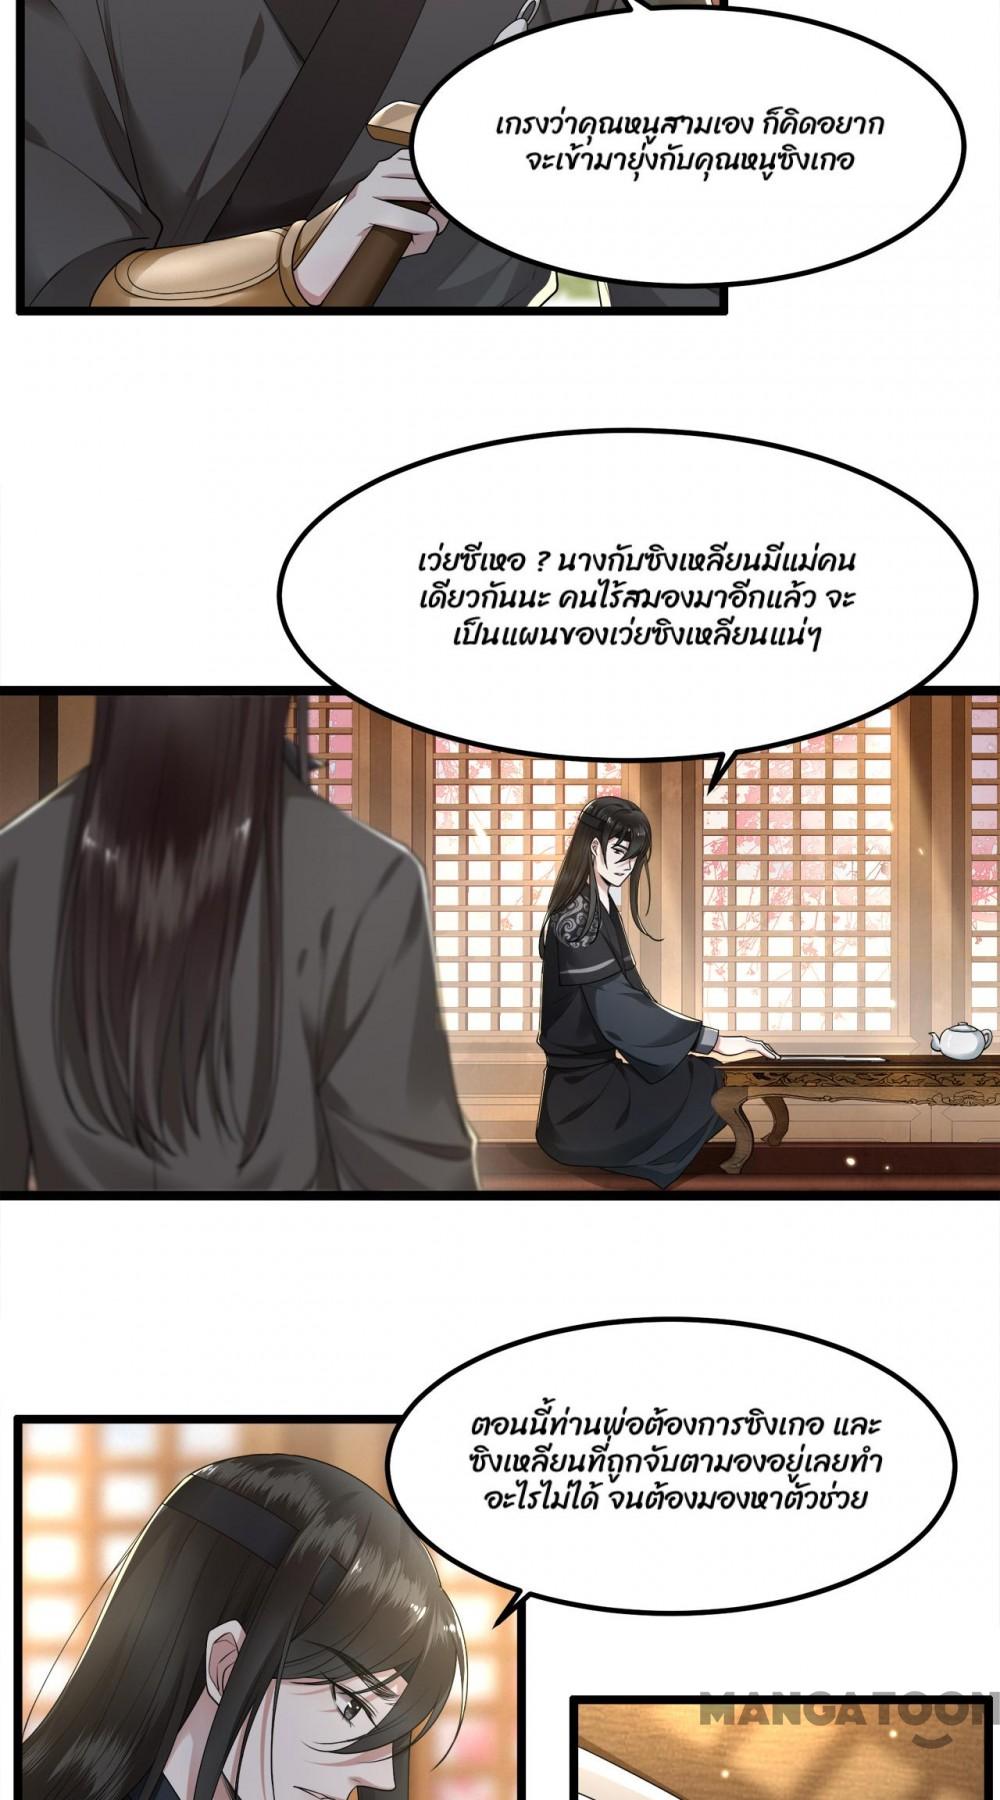 เกรงว่าคุณหนูสามเอง ก็คิดอยาก
จะเข้ามายุ่งกับคุณหนูซิงเกอ
เว่ยซีเหอ ? นางกับซิงเหลียนมีแม่คน
เดียวกันนะ คนไร้สมองมาอีกแล้ว จะ
เป็นแผนของเว่ยซิงเหลียนแน่ๆ
ตอนนี้ท่านพ่อต้องการซิงเกอ และ
ซิงเหลียนที่ถูกจับตามองอยู่เลยทำ
อะไรไม่ได้ จนต้องมองหาตัวช่วย
MANGATOON